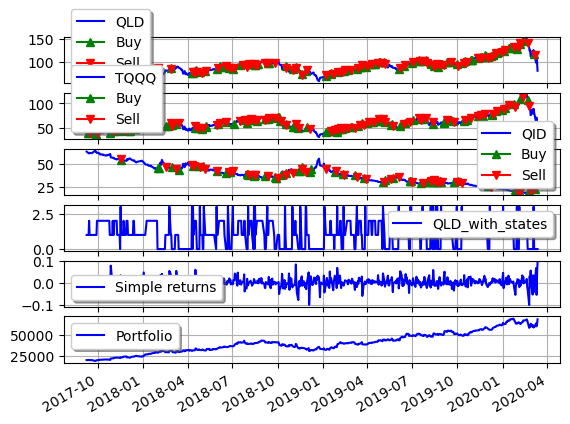 QLD
Buy
Sell
150
100
TQQQ
Buy
Sell
100
50
QID
Buy
Sell
50
25
QLD_with_states
2.5
0.0
Simple returns
0.1
0.0
−0.1
Portfolio
50000
25000
2017-10 2018-01 2018-04 2018-07 2018-10 2019-01 2019-04 2019-07 2019-10 2020-01 2020-04